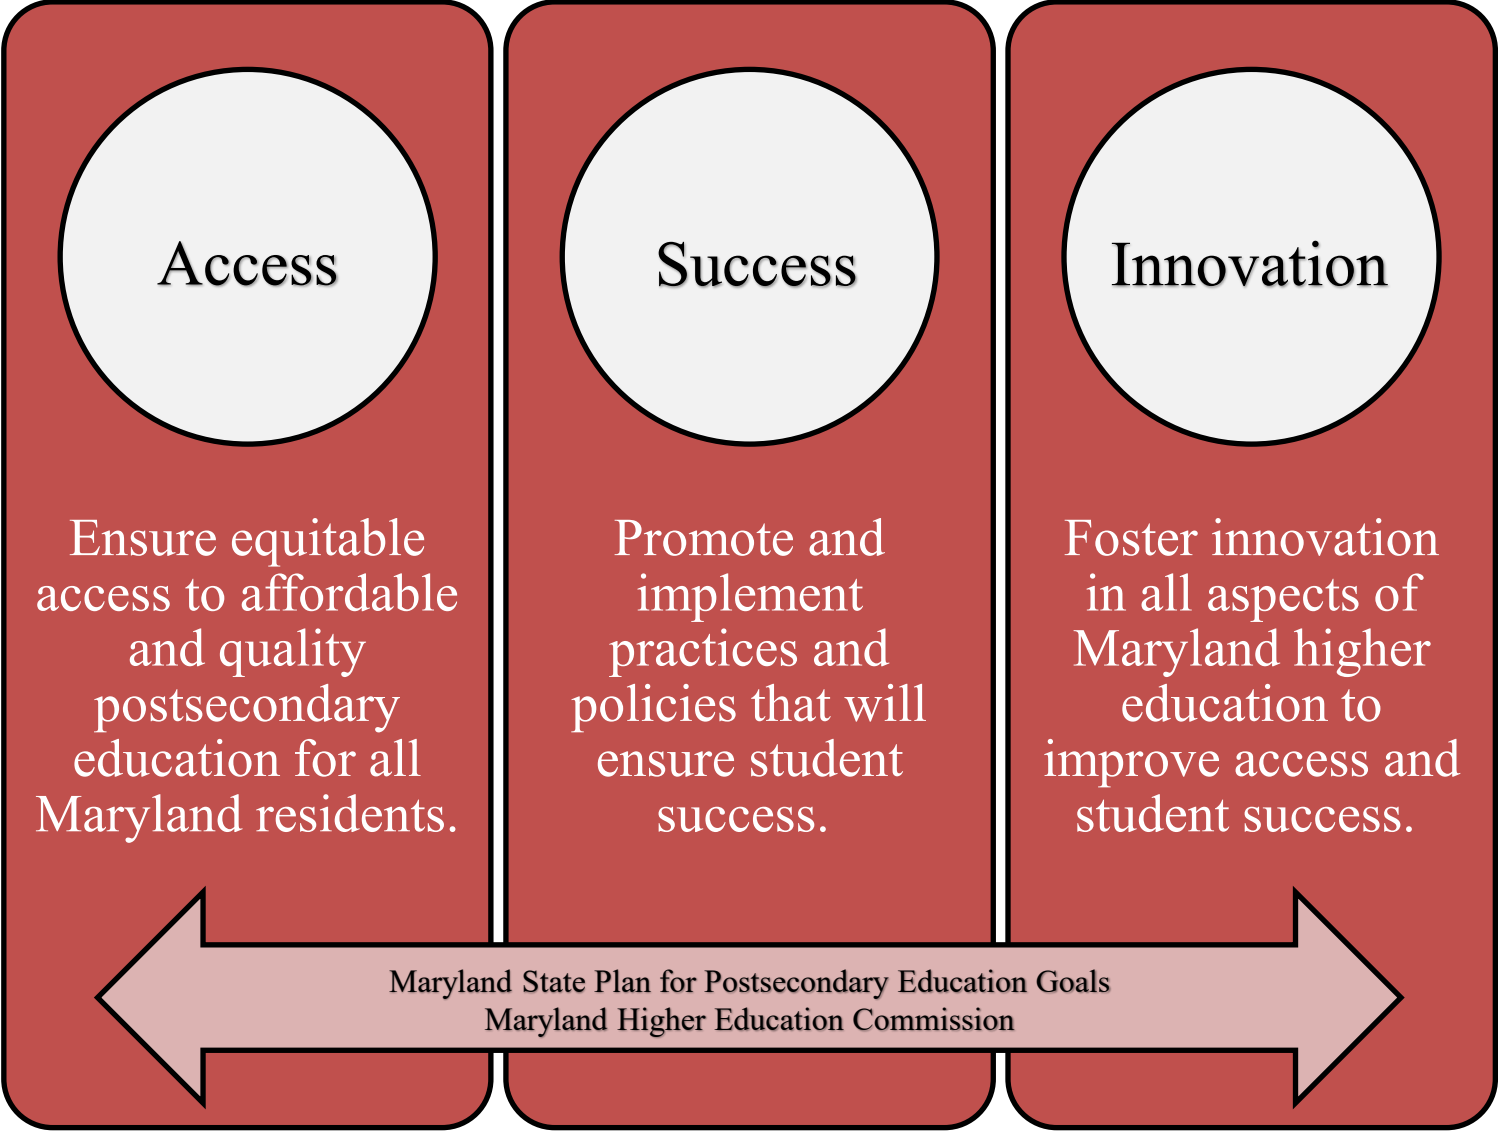 Access
Ensure equitable
access to affordable
and quality
postsecondary
education for all
Maryland residents.
Success
Promote and
implement
practices and
policies that will
ensure student
success.
Innovation
Foster innovation
in all aspects of
Maryland higher
education to
improve access and
student success.
Maryland State Plan for Postsecondary Education Goals
Maryland Higher Education Commission